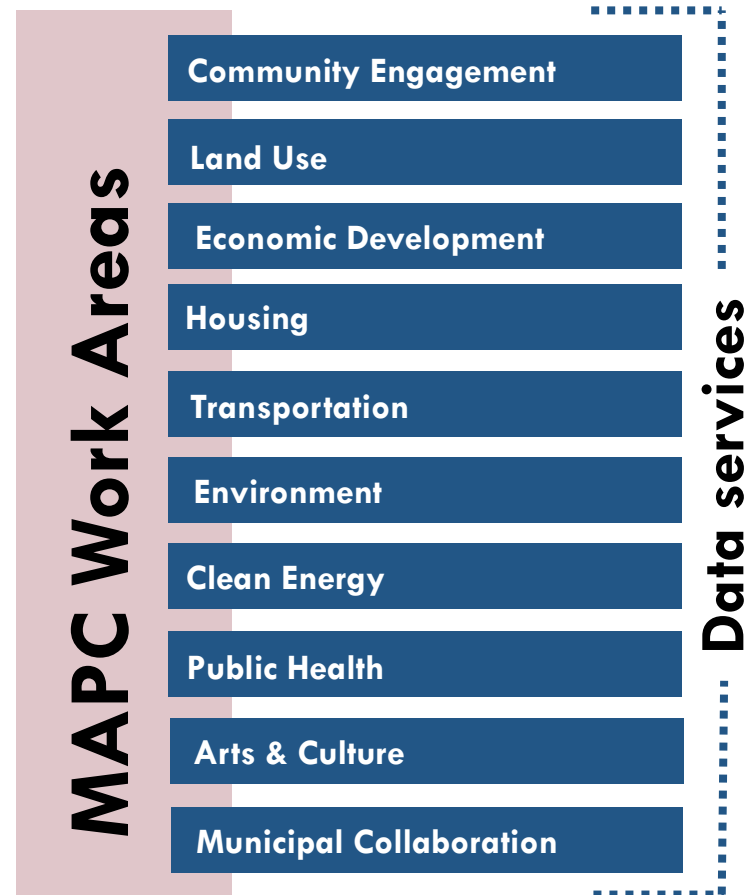 MAPC Work Areas
Community Engagement
Land Use
Economic Development
Housing
Transportation
Environment
Clean Energy
Public Health
Arts & Culture
Municipal Collaboration
Data services